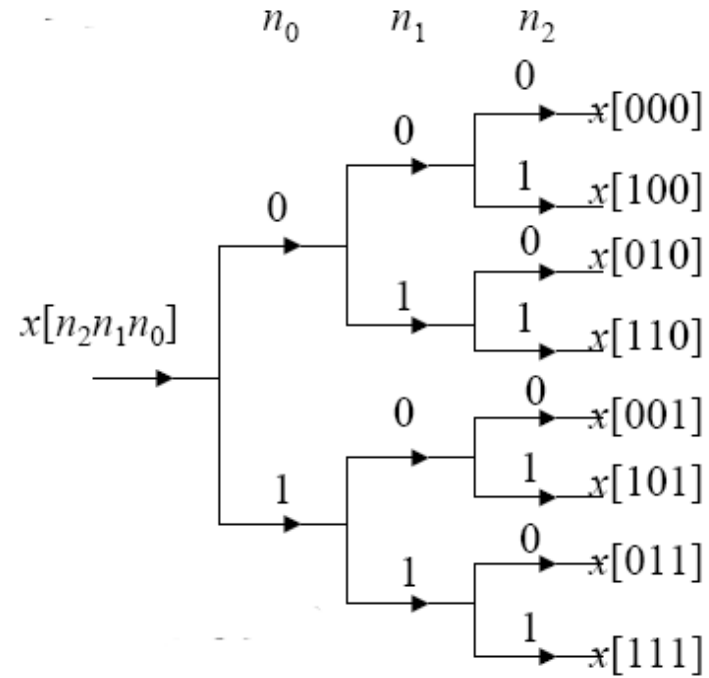 n₀ n₁ n₂
0
x[000]
0
1
x[100]
0
0
x[010]
1
1
x[110]
x[n₂n₁n₀]
0
0
x[001]
1
1
x[101]
0
x[011]
1
1
x[111]